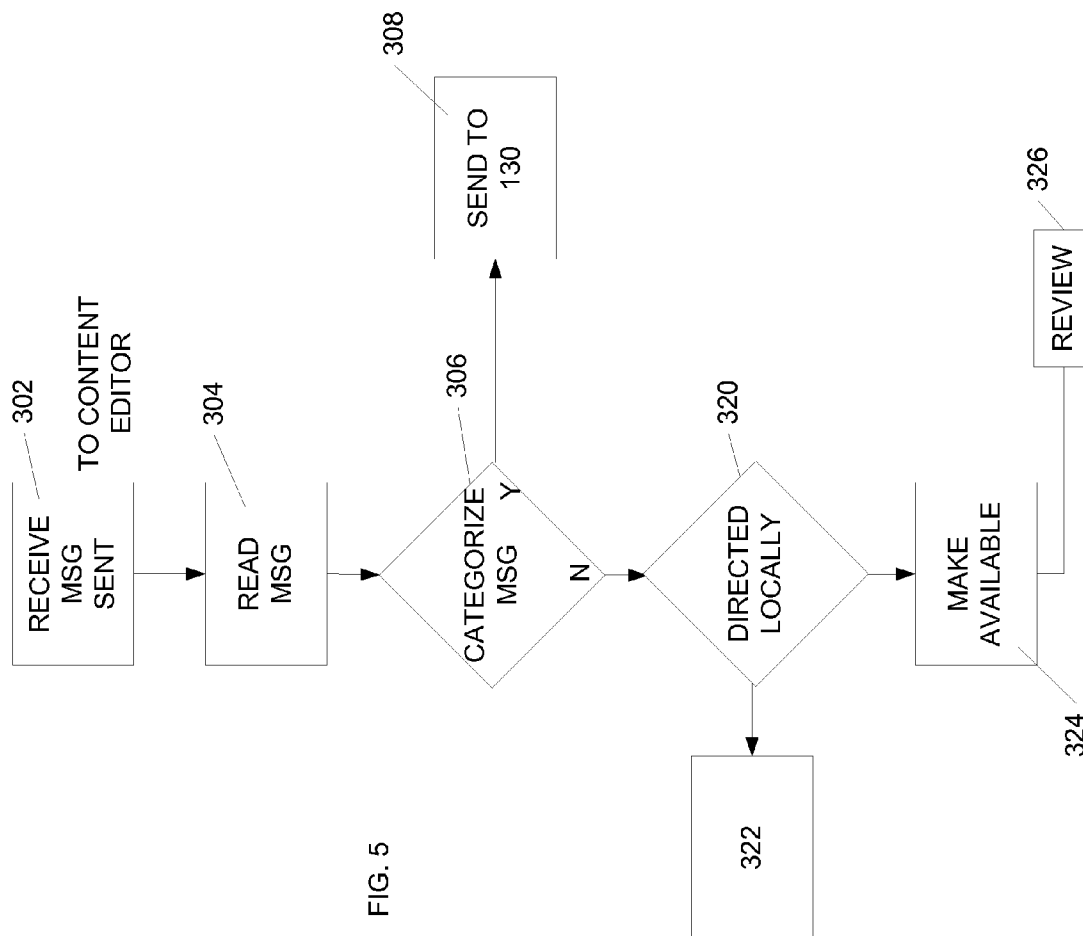 302
RECEIVE
MSG
SENT
TO CONTENT
EDITOR
304
READ
MSG
306
CATEGORIZE
MSG
Y
N
308
SEND TO
130
320
DIRECTED
LOCALLY
322
MAKE
AVAILABLE
324
326
REVIEW
FIG. 5